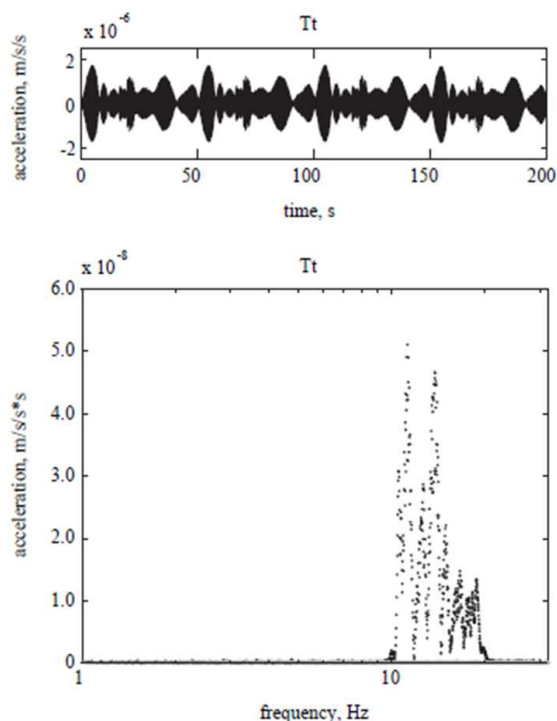 x 10-6
Tt
acceleration, m/s/s
2
0
-2
0
50
100
150
200
time, s
x 10-8
Tt
acceleration, m/s/s*s
6.0
5.0
4.0
3.0
2.0
1.0
0
1
10
frequency, Hz